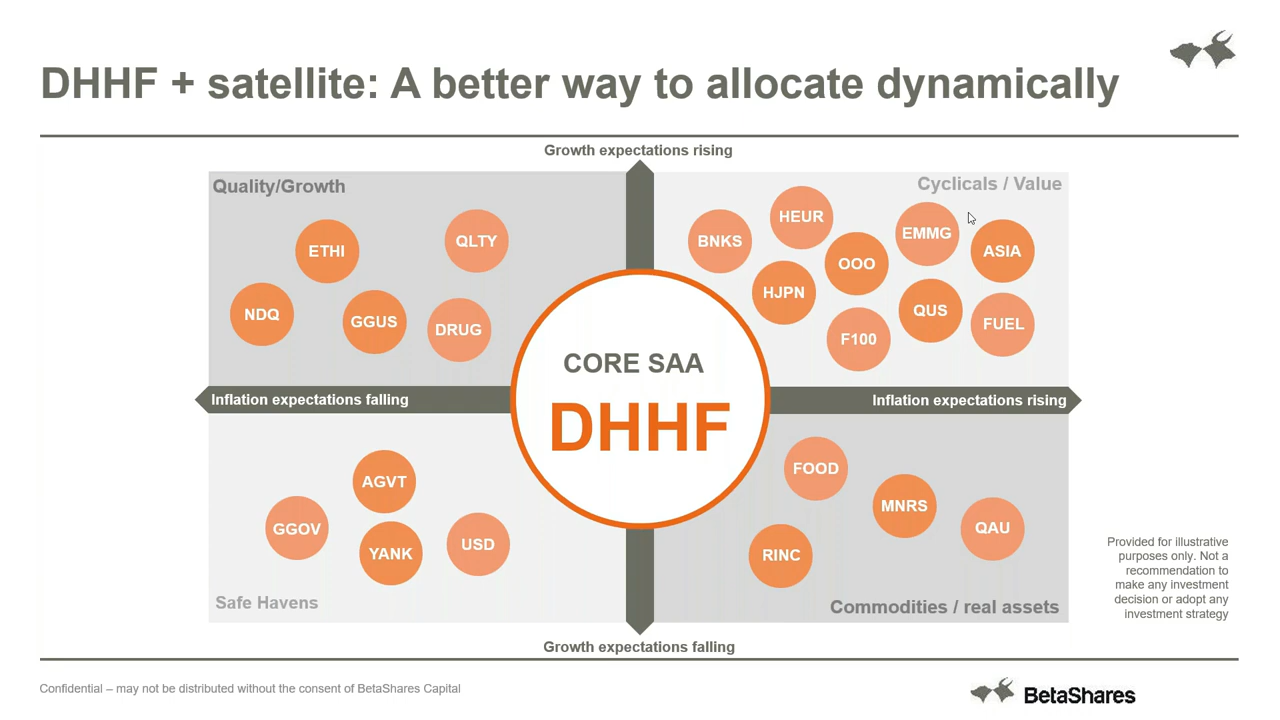 DHHF + satellite: A better way to allocate dynamically
Growth expectations rising
Quality/Growth
Cyclicals / Value
ETHI
QLTY
NDQ
GGUS
DRUG
BNKS
HEUR
EMMG
ASIA
OOO
HJPN
QUS
FUEL
F100
Inflation expectations falling
CORE SAA
DHHF
Inflation expectations rising
AGVT
GGOV
YANK
USD
Safe Havens
FOOD
MNRS
QAU
RINC
Commodities / real assets
Growth expectations falling
Provided for illustrative
purposes only. Not a
recommendation to
make any investment
decision or adopt any
investment strategy
Confidential – may not be distributed without the consent of BetaShares Capital
BetaShares